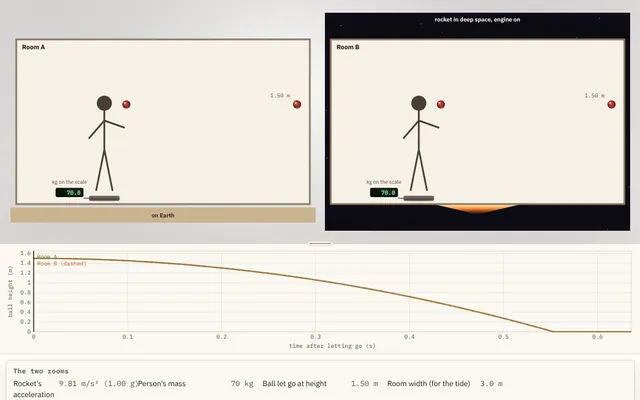 rocket in deep space, engine on
Room A
Room B
1.50 m
1.50 m
kg on the scale
70.0
kg on the scale
70.0
on Earth
Room A
Room B (dashed)
ball height (m)
1.6
1.4
1.2
1
0.8
0.6
0.4
0.2
0
0
0.1
0.2
0.3
0.4
0.5
0.6
time after letting go (s)
The two rooms
Rocket's acceleration 9.81 m/s² (1.00 g) Person's mass 70 kg Ball let go at height 1.50 m Room width (for the tide) 3.0 m